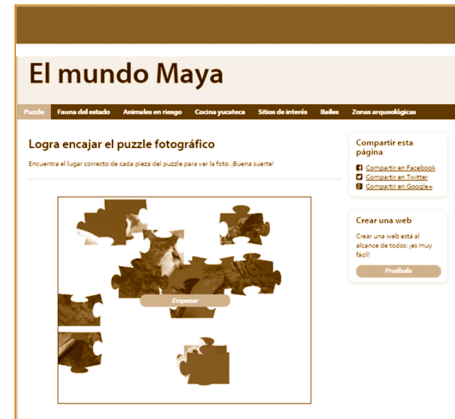 El mundo Maya
Puzzle Fauna del estado Animales en riesgo Cocina yucateca Sitios de interés Bailes Zonas arqueológicas
Logra encajar el puzzle fotográfico
Encuentra el lugar correcto de cada pieza del puzzle para ver la foto. ¡Buena suerte!
Empezar
Compartir esta
página
Compartir en Facebook
Compartir en Twitter
Compartir en Google+
Crear una web
Crear una web está al
alcance de todos: ¡es muy
fácil!
Pruébalo